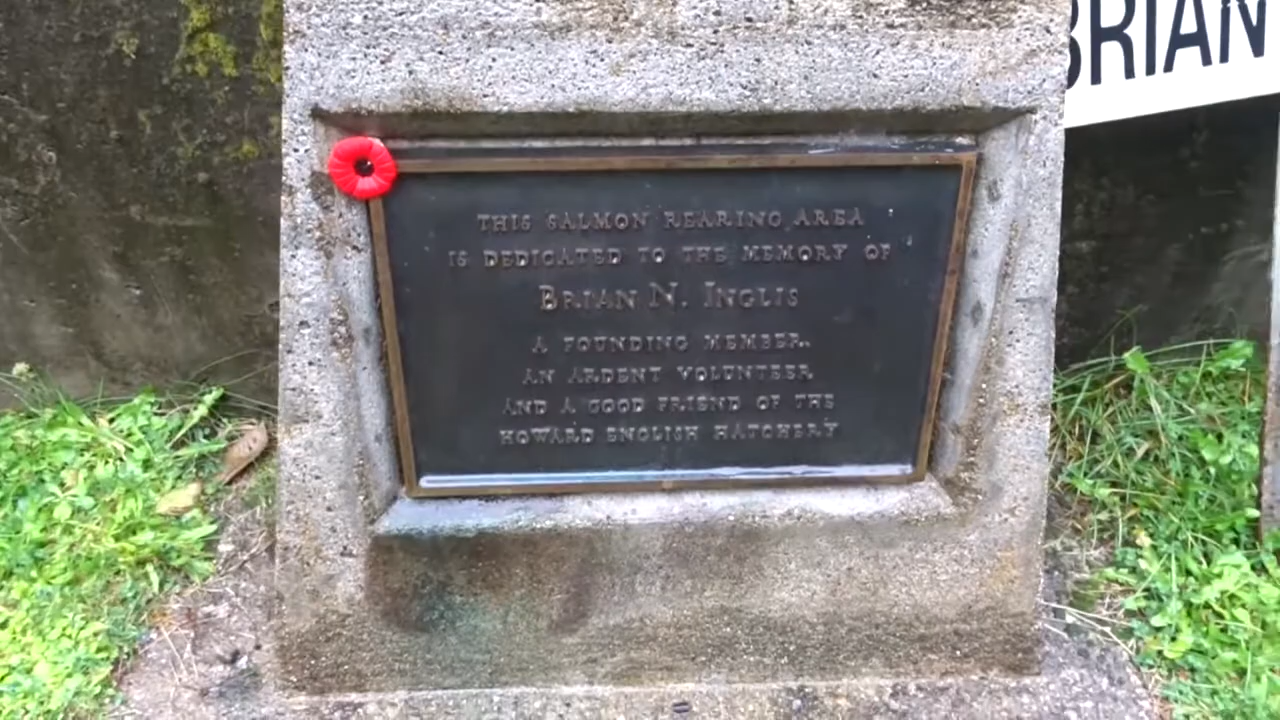 BRIAN
THIS SALMON REARING AREA
IS DEDICATED TO THE MEMORY OF
BRIAN N. INGLIS
A FOUNDING MEMBER,
AN ARDENT VOLUNTEER
AND A GOOD FRIEND OF THE
HOWARD ENGLISH HATCHERY